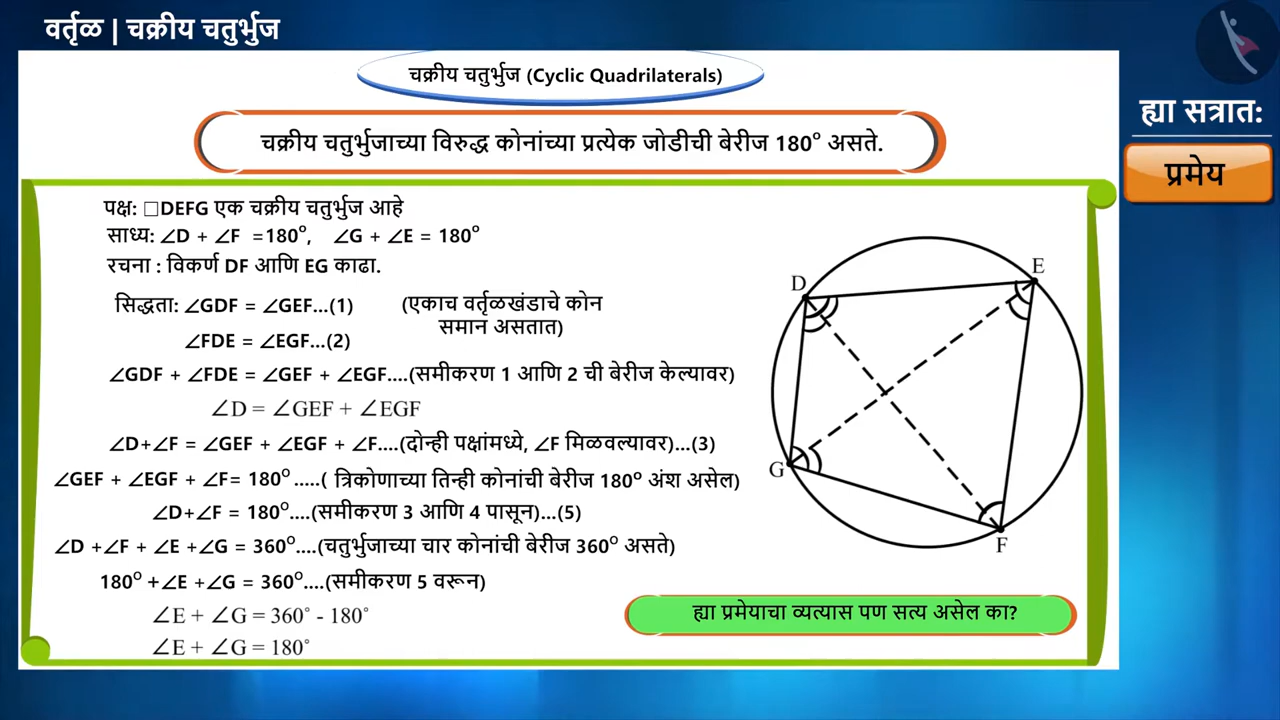 वर्तृळ | चक्रीय चतुर्भुज
चक्रीय चतुर्भुज (Cyclic Quadrilaterals)
ह्या सत्रात:
प्रमेय
चक्रीय चतुर्भुजाच्या विरुद्ध कोनांच्या प्रत्येक जोडीची बेरीज 180° असते.
पक्ष: □DEFG एक चक्रीय चतुर्भुज आहे
साध्य: ∠D + ∠F =180°, ∠G + ∠E = 180°
रचना : विकर्ण DF आणि EG काढा.
सिद्धता: ∠GDF = ∠GEF...(1) (एकाच वर्तृळखंडाचे कोन
समान असतात)
∠FDE = ∠EGF...(2)
∠GDF + ∠FDE = ∠GEF + ∠EGF....(समीकरण 1 आणि 2 ची बेरीज केल्यावर)
∠D = ∠GEF + ∠EGF
∠D+∠F = ∠GEF + ∠EGF + ∠F....(दोन्ही पक्षांमध्ये, ∠F मिळवल्यावर)...(3)
∠GEF + ∠EGF + ∠F= 180° .....( त्रिकोणाच्या तिन्ही कोनांची बेरीज 180° अंश असेल)
∠D+∠F = 180°....(समीकरण 3 आणि 4 पासून)...(5)
∠D +∠F + ∠E +∠G = 360°....(चतुर्भुजाच्या चार कोनांची बेरीज 360° असते)
180° +∠E +∠G = 360°....(समीकरण 5 वरून)
∠E + ∠G = 360° - 180°
∠E + ∠G = 180°
D
E
G
F
ह्या प्रमेयाचा व्यत्यास पण सत्य असेल का?